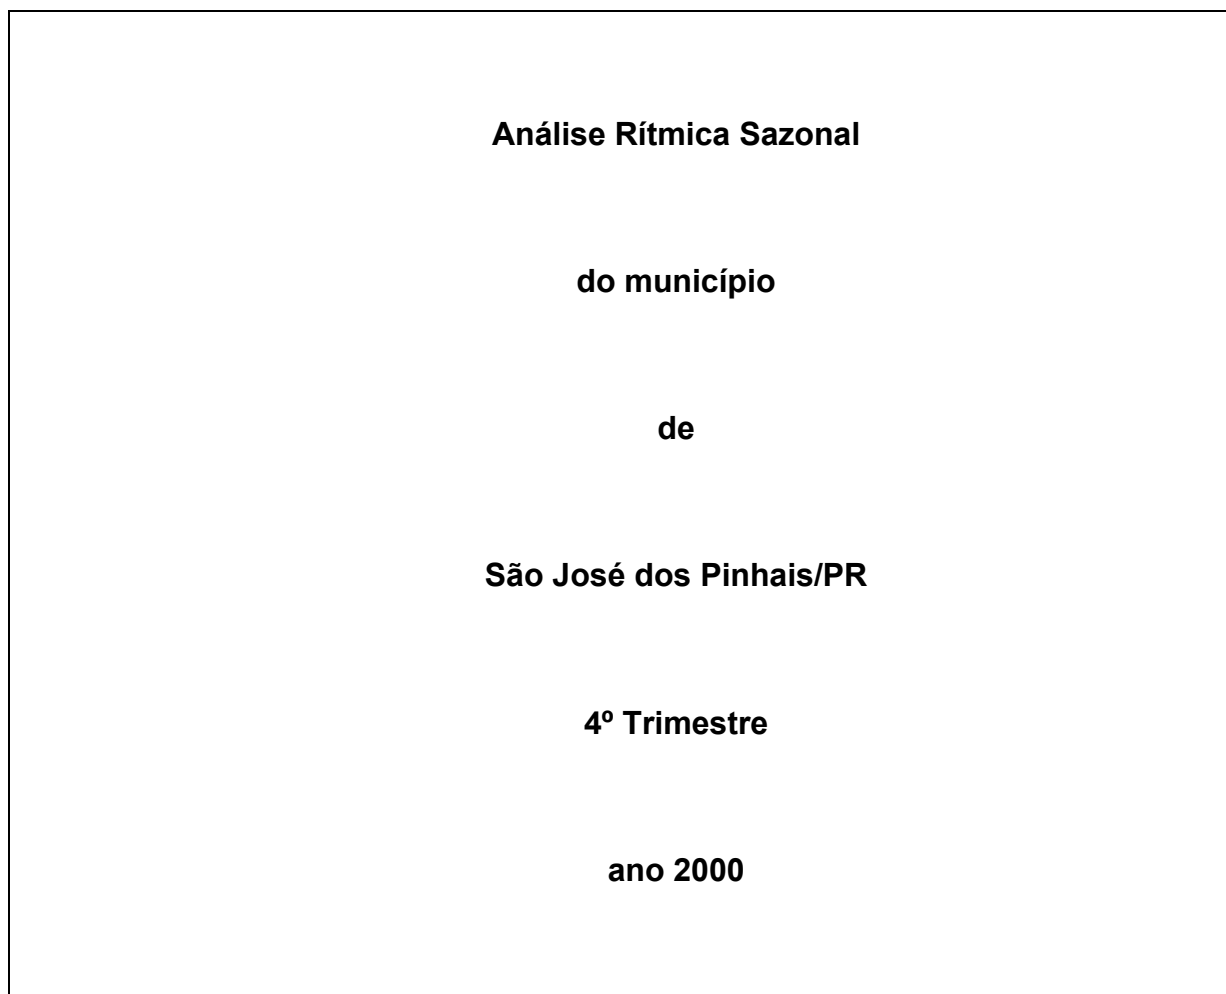 Análise Rítmica Sazonal
do município
de
São José dos Pinhais/PR
4º Trimestre
ano 2000